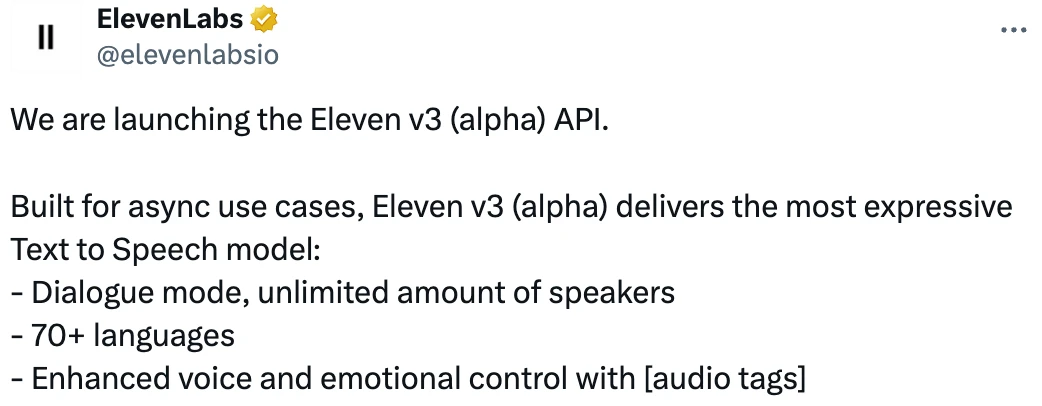 ElevenLabs
@elevenlabsio
We are launching the Eleven v3 (alpha) API.
Built for async use cases, Eleven v3 (alpha) delivers the most expressive
Text to Speech model:
- Dialogue mode, unlimited amount of speakers
- 70+ languages
- Enhanced voice and emotional control with [audio tags]